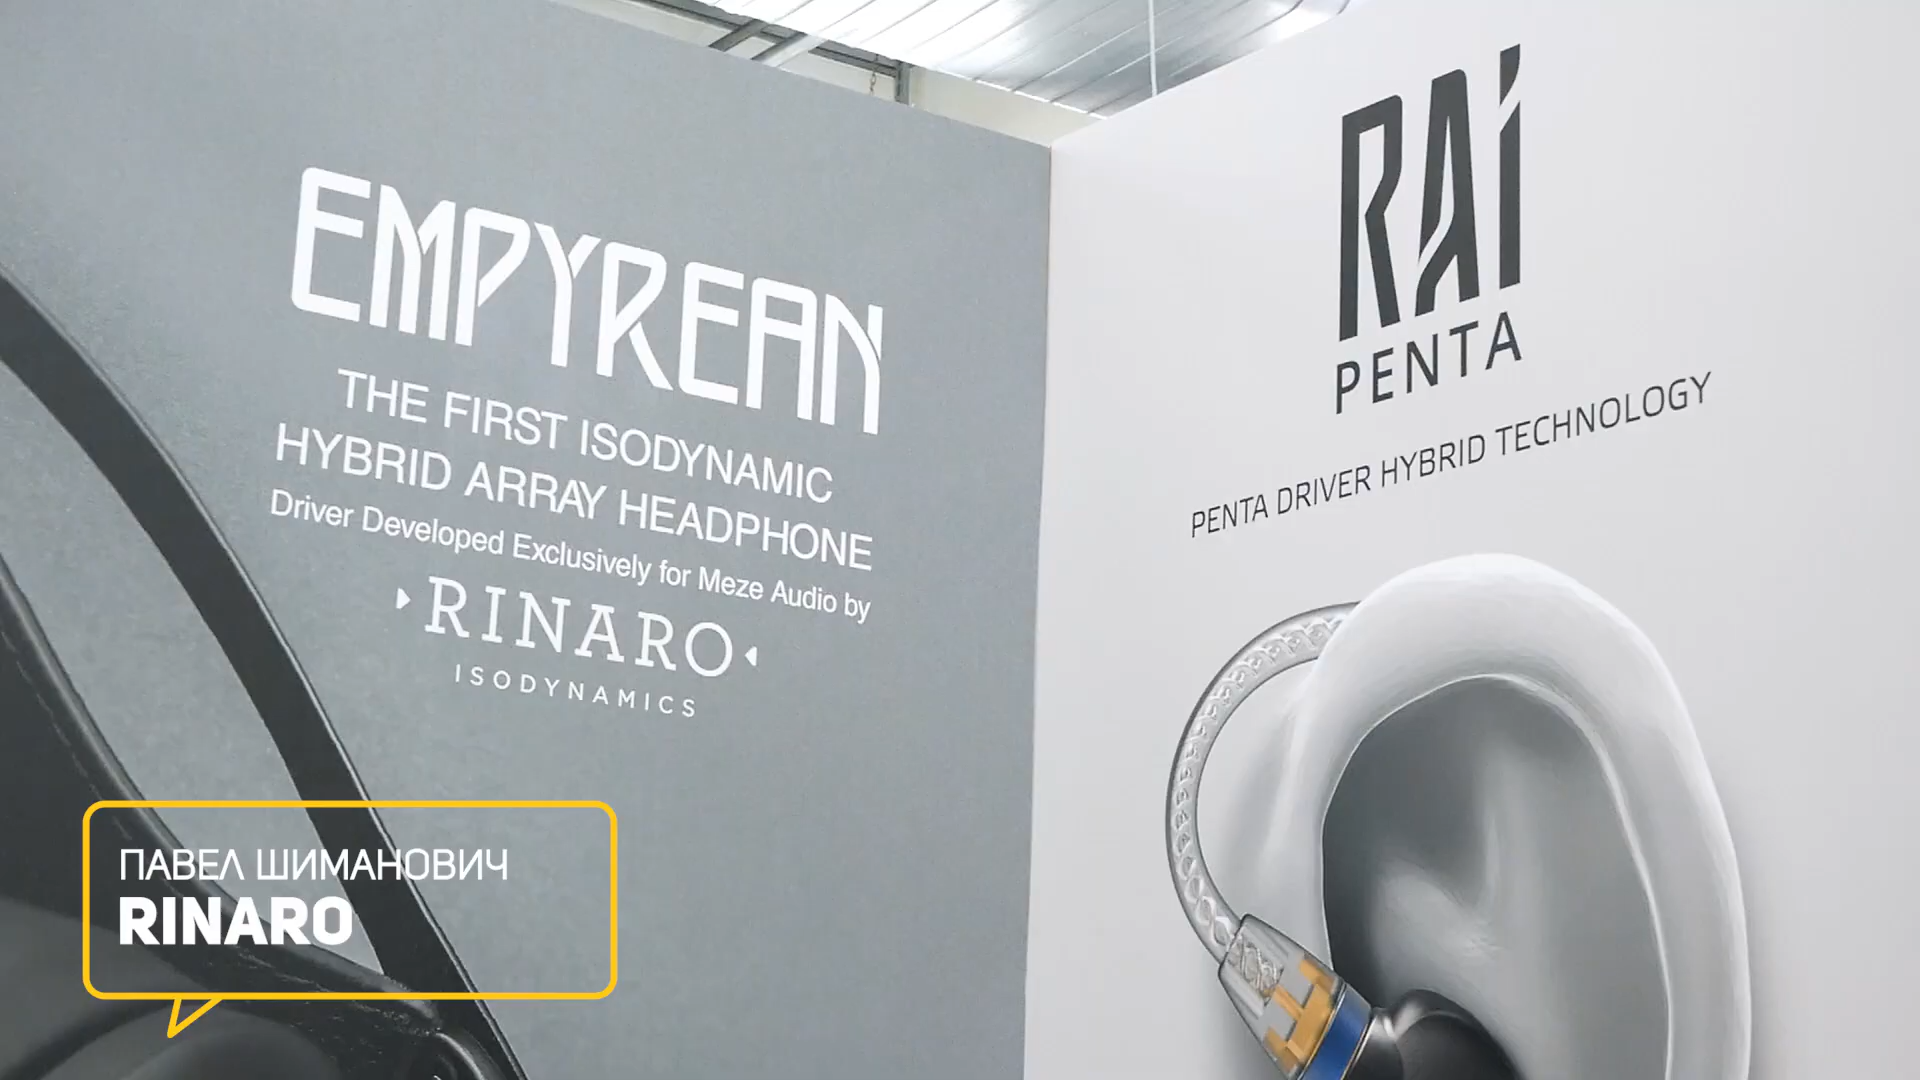 EMPYREAN
THE FIRST ISODYNAMIC
HYBRID ARRAY HEADPHONE
Driver Developed Exclusively for Meze Audio by
RINARO
ISODYNAMICS
RAI
PENTA
PENTA DRIVER HYBRID TECHNOLOGY
ПАВЕЛ ШИМАНОВИЧ
RINARO